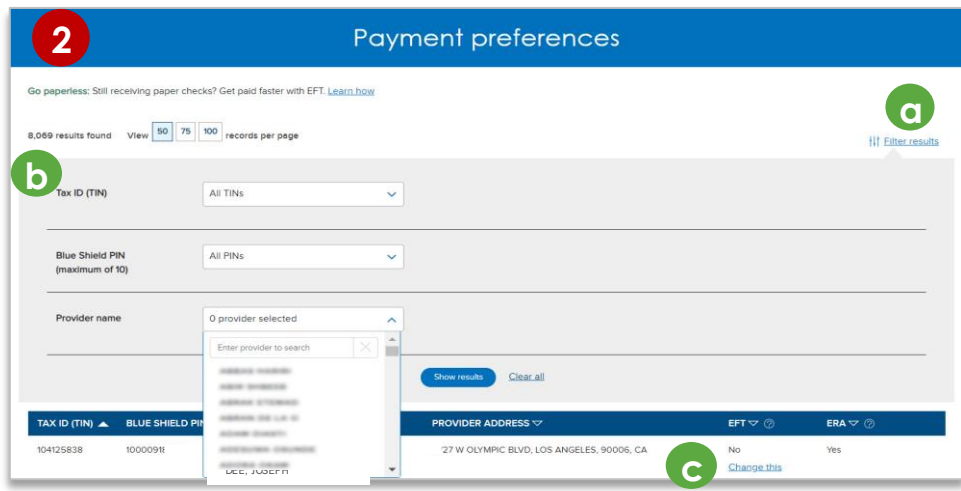 2 Payment preferences
Go paperless: Still receiving paper checks? Get paid faster with EFT. Learn how
a
8,069 results found View 50 75 100 records per page
Filter results
b
Tax ID (TIN) All TINs
Blue Shield PIN All PINs
(maximum of 10)
Provider name 0 provider selected
Enter provider to search
Show results Clear all
TAX ID (TIN) BLUE SHIELD PIN PROVIDER ADDRESS EFT ERA
104125838 1000091 27 W OLYMPIC BLVD, LOS ANGELES, 90006, CA No Yes
c Change this
DEE, JOSEPH